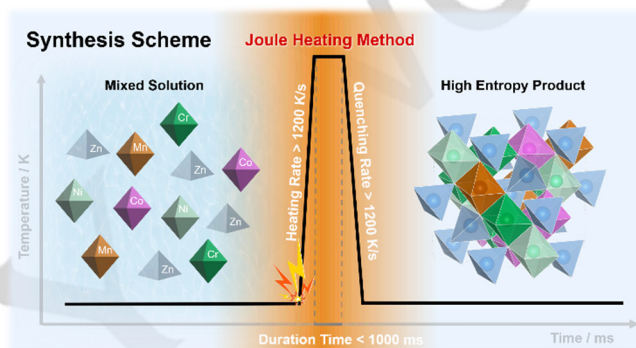 Synthesis Scheme
Joule Heating Method
Mixed Solution
High Entropy Product
Temperature / K
Cr
Zn
Mn
Zn
Co
Ni
Co
Ni
Zn
Mn
Zn
Cr
Heating Rate > 1200 K/s
Quenching Rate > 1200 K/s
Duration Time < 1000 ms
Time / ms